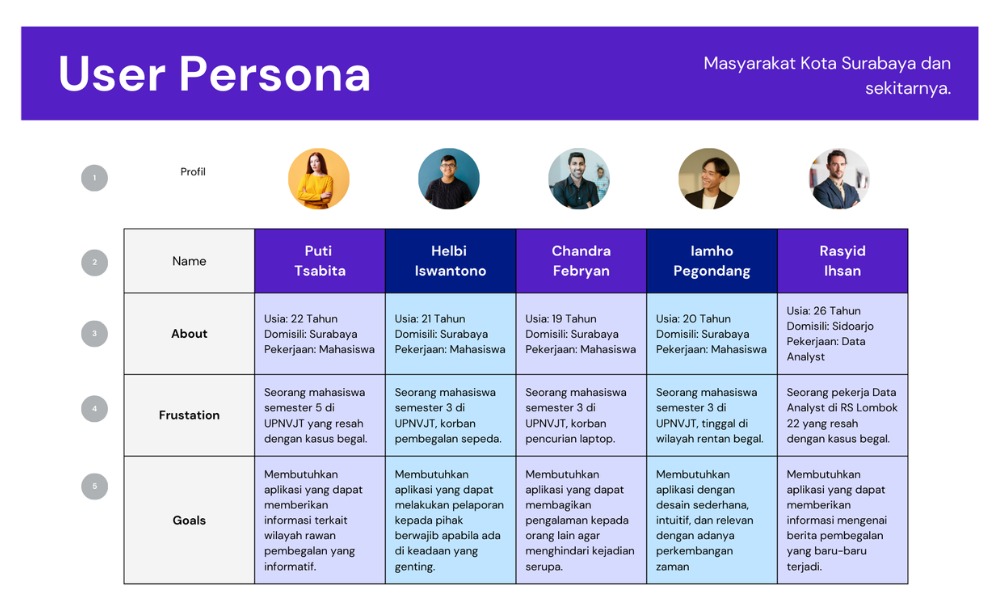 User Persona
Masyarakat Kota Surabaya dan
sekitarnya.
1
Profil
2
Name
Puti
Tsabita
Helbi
Iswantono
Chandra
Febryan
Iamho
Pegondang
Rasyid
Ihsan
3
About
Usia: 22 Tahun
Domisili: Surabaya
Pekerjaan: Mahasiswa
Usia: 21 Tahun
Domisili: Surabaya
Pekerjaan: Mahasiswa
Usia: 19 Tahun
Domisili: Surabaya
Pekerjaan: Mahasiswa
Usia: 20 Tahun
Domisili: Surabaya
Pekerjaan: Mahasiswa
Usia: 26 Tahun
Domisili: Sidoarjo
Pekerjaan: Data
Analyst
4
Frustation
Seorang mahasiswa
semester 5 di
UPNVJT yang resah
dengan kasus begal.
Seorang mahasiswa
semester 3 di
UPNVJT, korban
pembegalan sepeda.
Seorang mahasiswa
semester 3 di
UPNVJT, korban
pencurian laptop.
Seorang mahasiswa
semester 3 di
UPNVJT, tinggal di
wilayah rentan begal.
Seorang pekerja Data
Analyst di RS Lombok
22 yang resah
dengan kasus begal.
5
Goals
Membutuhkan
aplikasi yang dapat
memberikan
informasi terkait
wilayah rawan
pembegalan yang
informatif.
Membutuhkan
aplikasi yang dapat
melakukan pelaporan
kepada pihak
berwajib apabila ada
di keadaan yang
genting.
Membutuhkan
aplikasi yang dapat
membagikan
pengalaman kepada
orang lain agar
menghindari kejadian
serupa.
Membutuhkan
aplikasi dengan
desain sederhana,
intuitif, dan relevan
dengan adanya
perkembangan
zaman
Membutuhkan
aplikasi yang dapat
memberikan
informasi mengenai
berita pembegalan
yang baru-baru
terjadi.